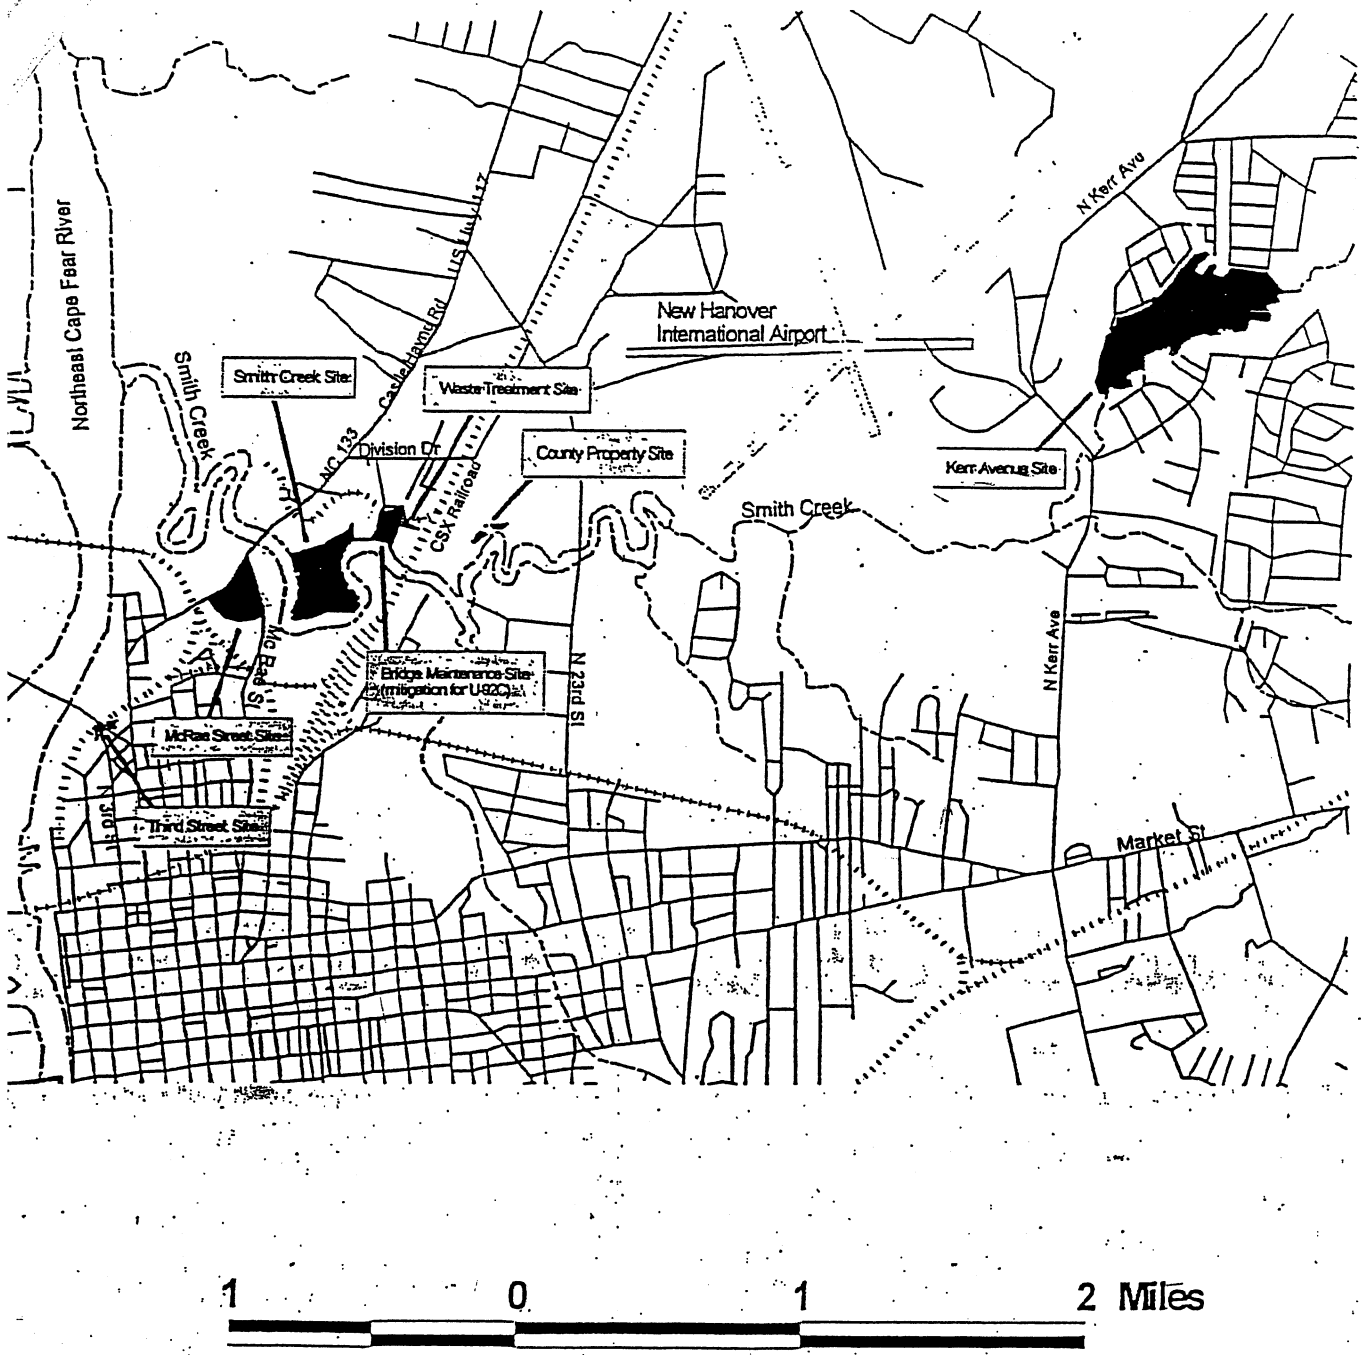 N Kerr Ave
Northeast Cape Fear River
US Hwy 117
New Hanover
International Airport
Castle Hayne Rd
Smith Creek
Smith Creek Site
Waste Treatment Site
NC 133
Division Dr
County Property Site
CSX Railroad
Kerr Avenue Site
Smith Creek
Mc Rae St
N 23rd St
N Kerr Ave
Bridge Maintenance Site
(mitigation for U-92C)
McRae Street Site
N 3rd St
Third Street Site
Market St
1 0 1 2 Miles